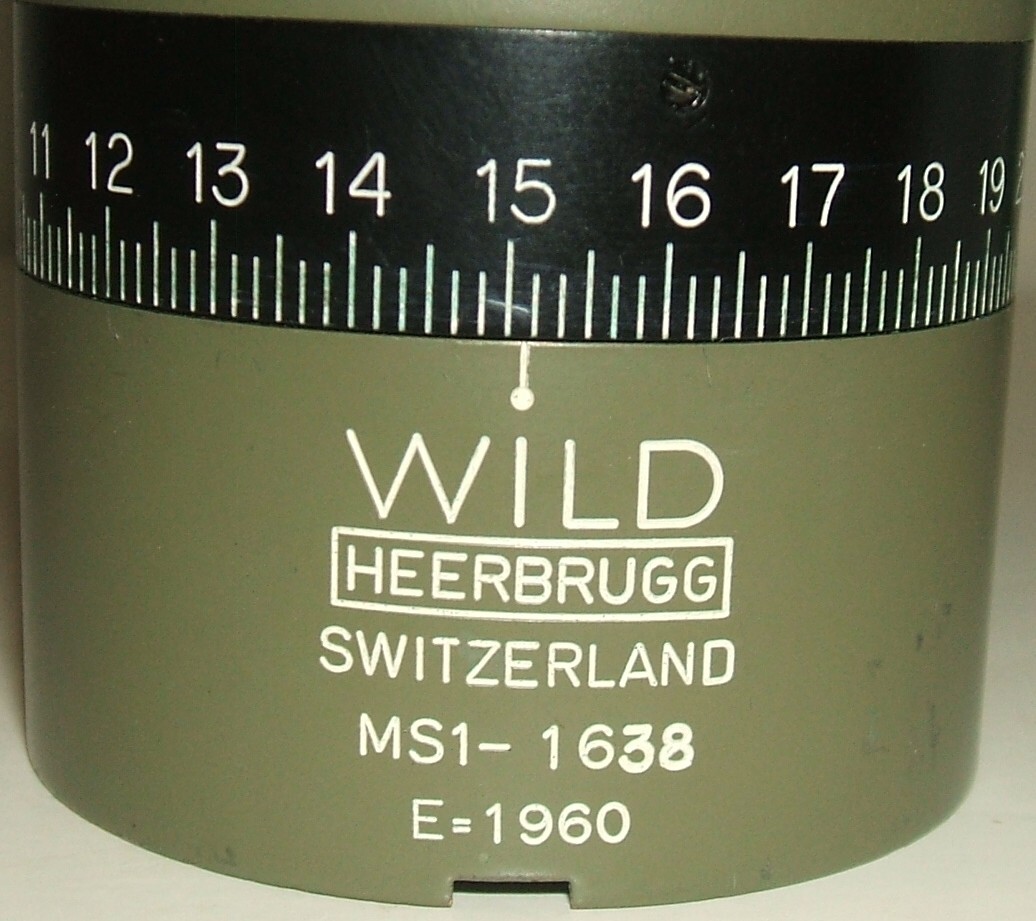 11 12 13 14 15 16 17 18 19
WILD
HEERBRUGG
SWITZERLAND
MS1- 1638
E=1960